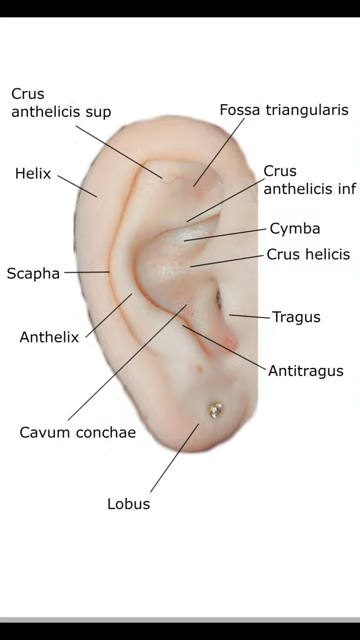 Crus
anthelicis sup
Fossa triangularis
Helix
Crus
anthelicis inf
Cymba
Crus helicis
Scapha
Tragus
Anthelix
Antitragus
Cavum conchae
Lobus